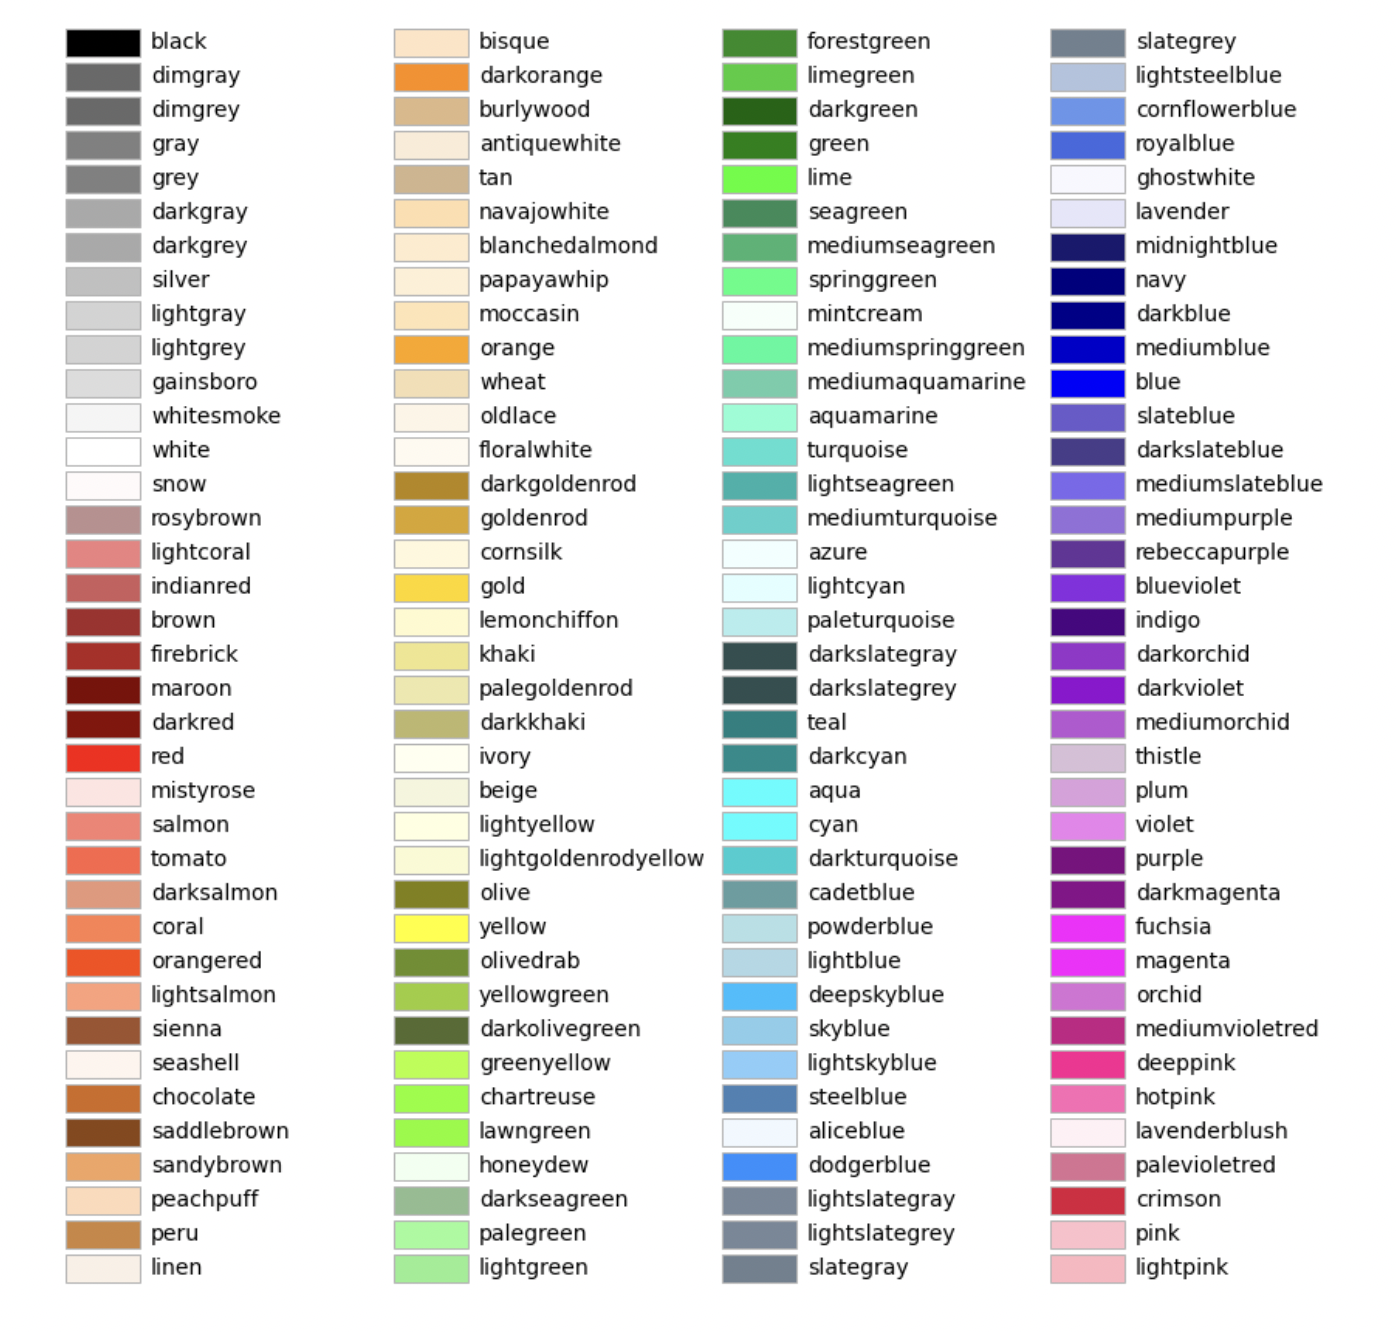 black
dimgray
dimgrey
gray
grey
darkgray
darkgrey
silver
lightgray
lightgrey
gainsboro
whitesmoke
white
snow
rosybrown
lightcoral
indianred
brown
firebrick
maroon
darkred
red
mistyrose
salmon
tomato
darksalmon
coral
orangered
lightsalmon
sienna
seashell
chocolate
saddlebrown
sandybrown
peachpuff
peru
linen
bisque
darkorange
burlywood
antiquewhite
tan
navajowhite
blanchedalmond
papayawhip
moccasin
orange
wheat
oldlace
floralwhite
darkgoldenrod
goldenrod
cornsilk
gold
lemonchiffon
khaki
palegoldenrod
darkkhaki
ivory
beige
lightyellow
lightgoldenrodyellow
olive
yellow
olivedrab
yellowgreen
darkolivegreen
greenyellow
chartreuse
lawngreen
honeydew
darkseagreen
palegreen
lightgreen
forestgreen
limegreen
darkgreen
green
lime
seagreen
mediumseagreen
springgreen
mintcream
mediumspringgreen
mediumaquamarine
aquamarine
turquoise
lightseagreen
mediumturquoise
azure
lightcyan
paleturquoise
darkslategray
darkslategrey
teal
darkcyan
aqua
cyan
darkturquoise
cadetblue
powderblue
lightblue
deepskyblue
skyblue
lightskyblue
steelblue
aliceblue
dodgerblue
lightslategray
lightslategrey
slategray
slategrey
lightsteelblue
cornflowerblue
royalblue
ghostwhite
lavender
midnightblue
navy
darkblue
mediumblue
blue
slateblue
darkslateblue
mediumslateblue
mediumpurple
rebeccapurple
blueviolet
indigo
darkorchid
darkviolet
mediumorchid
thistle
plum
violet
purple
darkmagenta
fuchsia
magenta
orchid
mediumvioletred
deeppink
hotpink
lavenderblush
palevioletred
crimson
pink
lightpink